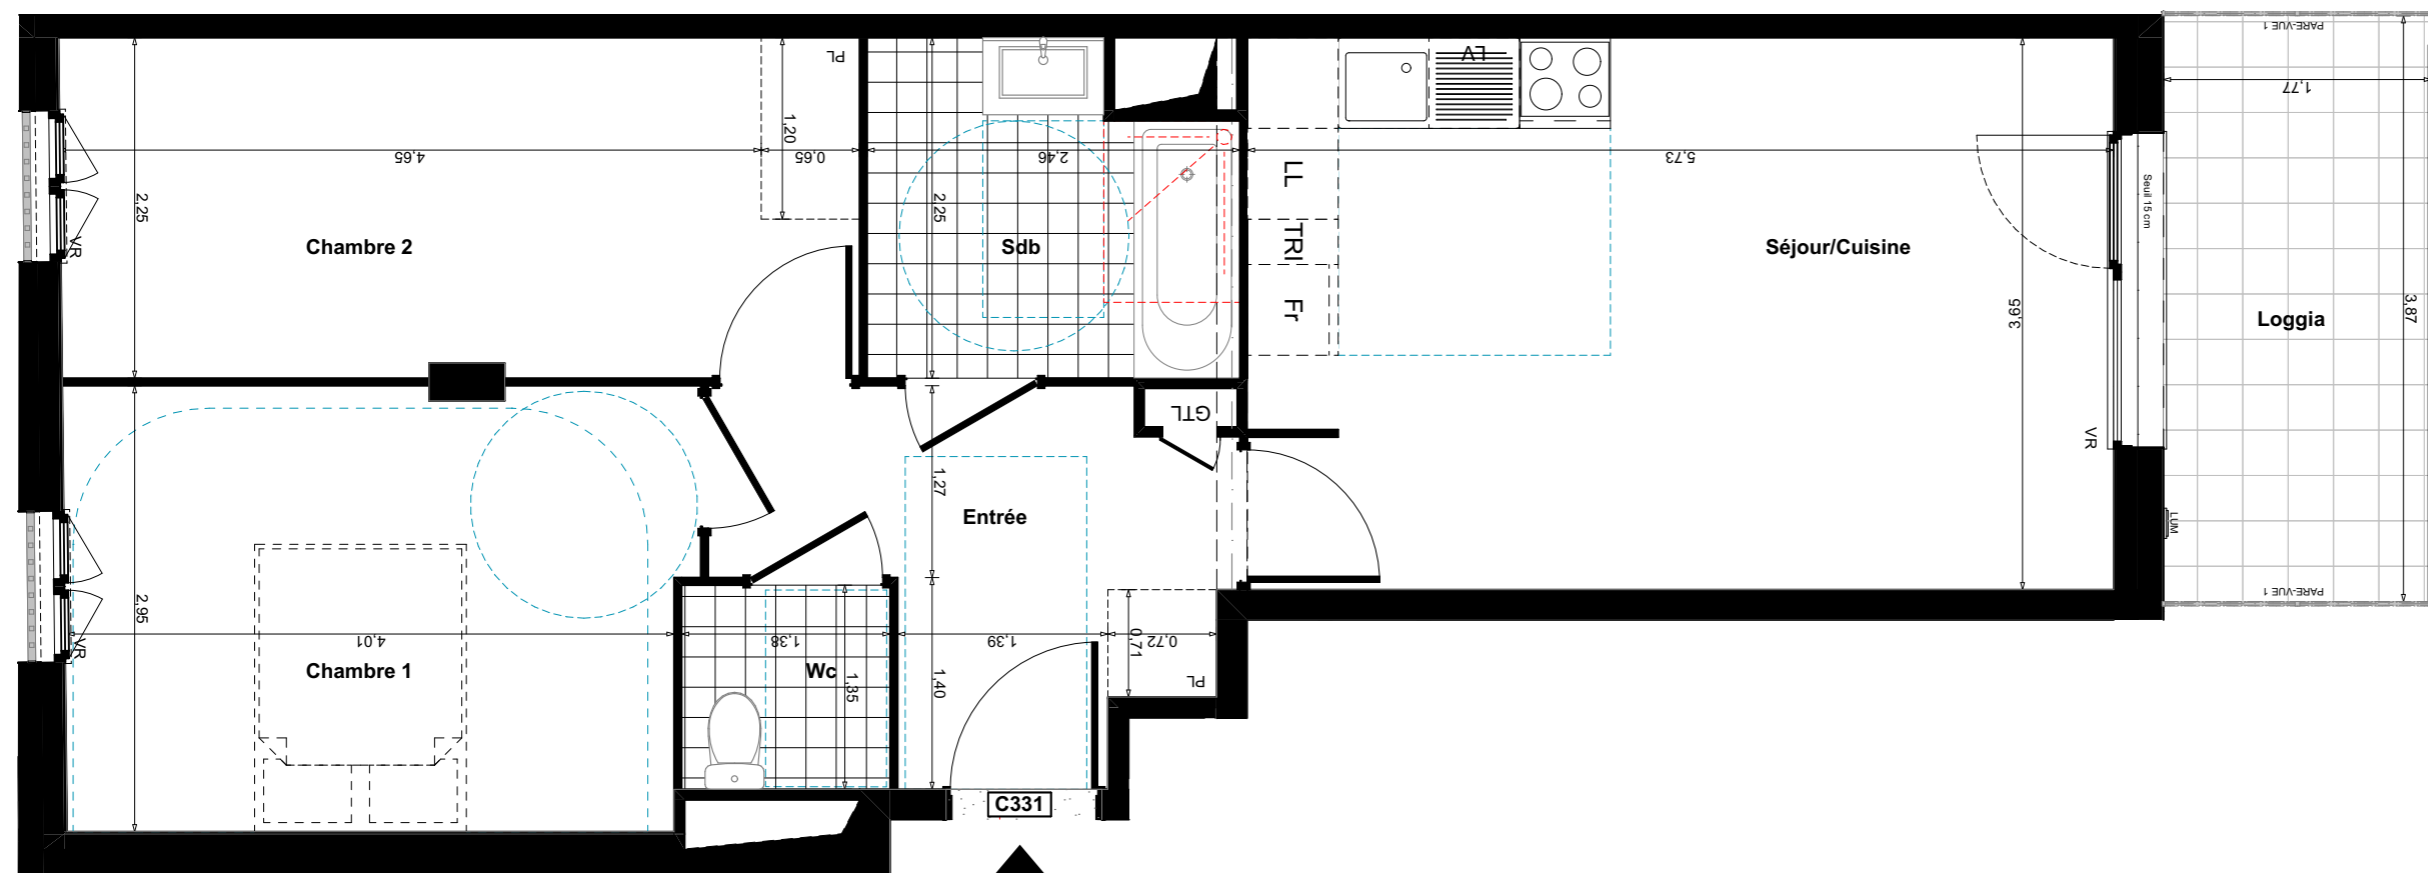 PARE-VUE 1
PL
LV
1,77
1,20
4,65
0,65
2,46
5,73
LL
Seuil 15 cm
2,25
2,25
VR
Chambre 2
Sdb
TRI
Séjour/Cuisine
Fr
3,65
Loggia
3,87
GTL
VR
1,27
Entrée
LUM
2,95
PARE-VUE 1
4,01
1,38
1,39
0,71
0,72
VR
Chambre 1
Wc
1,35
1,40
PL
C331